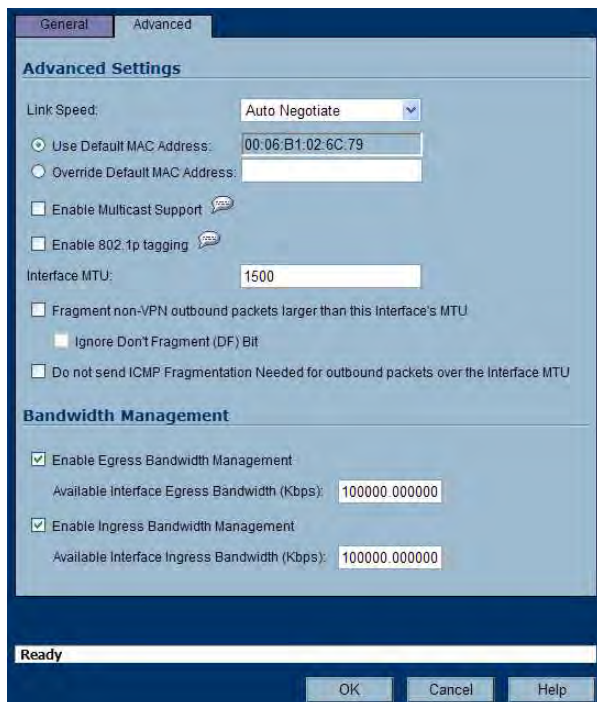 General Advanced
Advanced Settings
Link Speed: Auto Negotiate
Use Default MAC Address: 00:06:B1:02:6C:79
Override Default MAC Address:
Enable Multicast Support
Enable 802.1p tagging
Interface MTU: 1500
Fragment non-VPN outbound packets larger than this Interface's MTU
Ignore Don't Fragment (DF) Bit
Do not send ICMP Fragmentation Needed for outbound packets over the Interface MTU
Bandwidth Management
Enable Egress Bandwidth Management
Available Interface Egress Bandwidth (Kbps): 100000.000000
Enable Ingress Bandwidth Management
Available Interface Ingress Bandwidth (Kbps): 100000.000000
Ready
OK Cancel Help